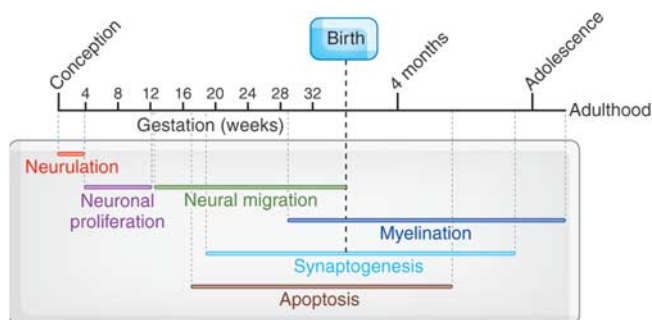 Birth
Conception
4 months
Adolescence
4 8 12 16 20 24 28 32
Adulthood
Gestation (weeks)
Neurulation
Neuronal
proliferation
Neural migration
Myelination
Synaptogenesis
Apoptosis